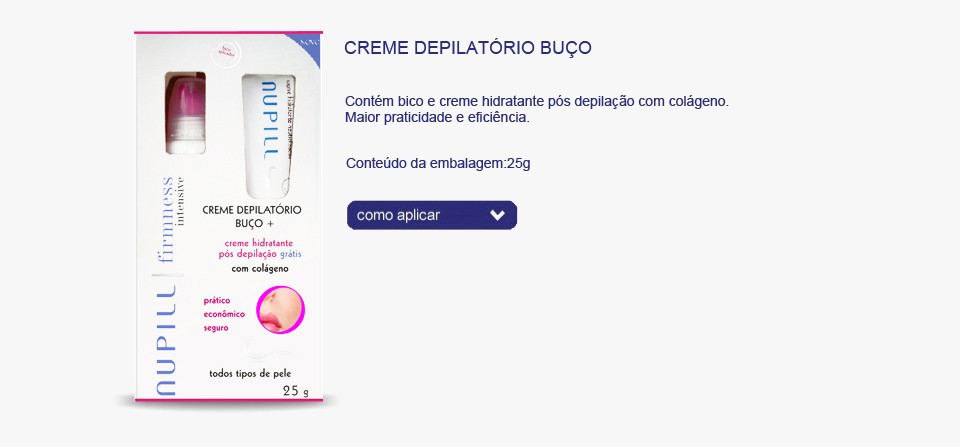 NOVO
CREME DEPILATÓRIO BUÇO
Contém bico e creme hidratante pós depilação com colágeno.
Maior praticidade e eficiência.
Conteúdo da embalagem:25g
como aplicar
nupill
firmness
intensive
CREME DEPILATÓRIO
BUÇO +
creme hidratante
pós depilação grátis
com colágeno
prático
econômico
seguro
nupill
todos tipos de pele
25 g